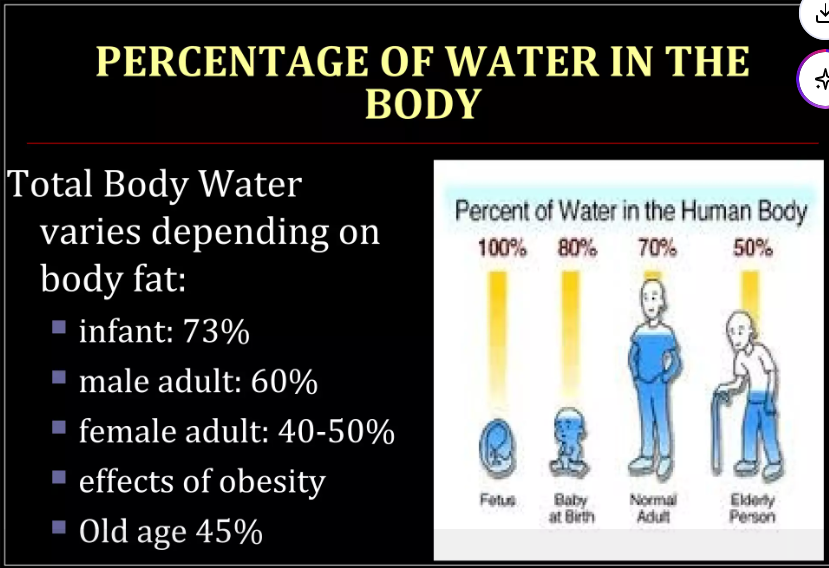 PERCENTAGE OF WATER IN THE
BODY
Total Body Water
varies depending on
body fat:
infant: 73%
male adult: 60%
female adult: 40-50%
effects of obesity
Old age 45%
Percent of Water in the Human Body
100% 80% 70% 50%
Fetus Baby Normal Elderly
at Birth Adult Person